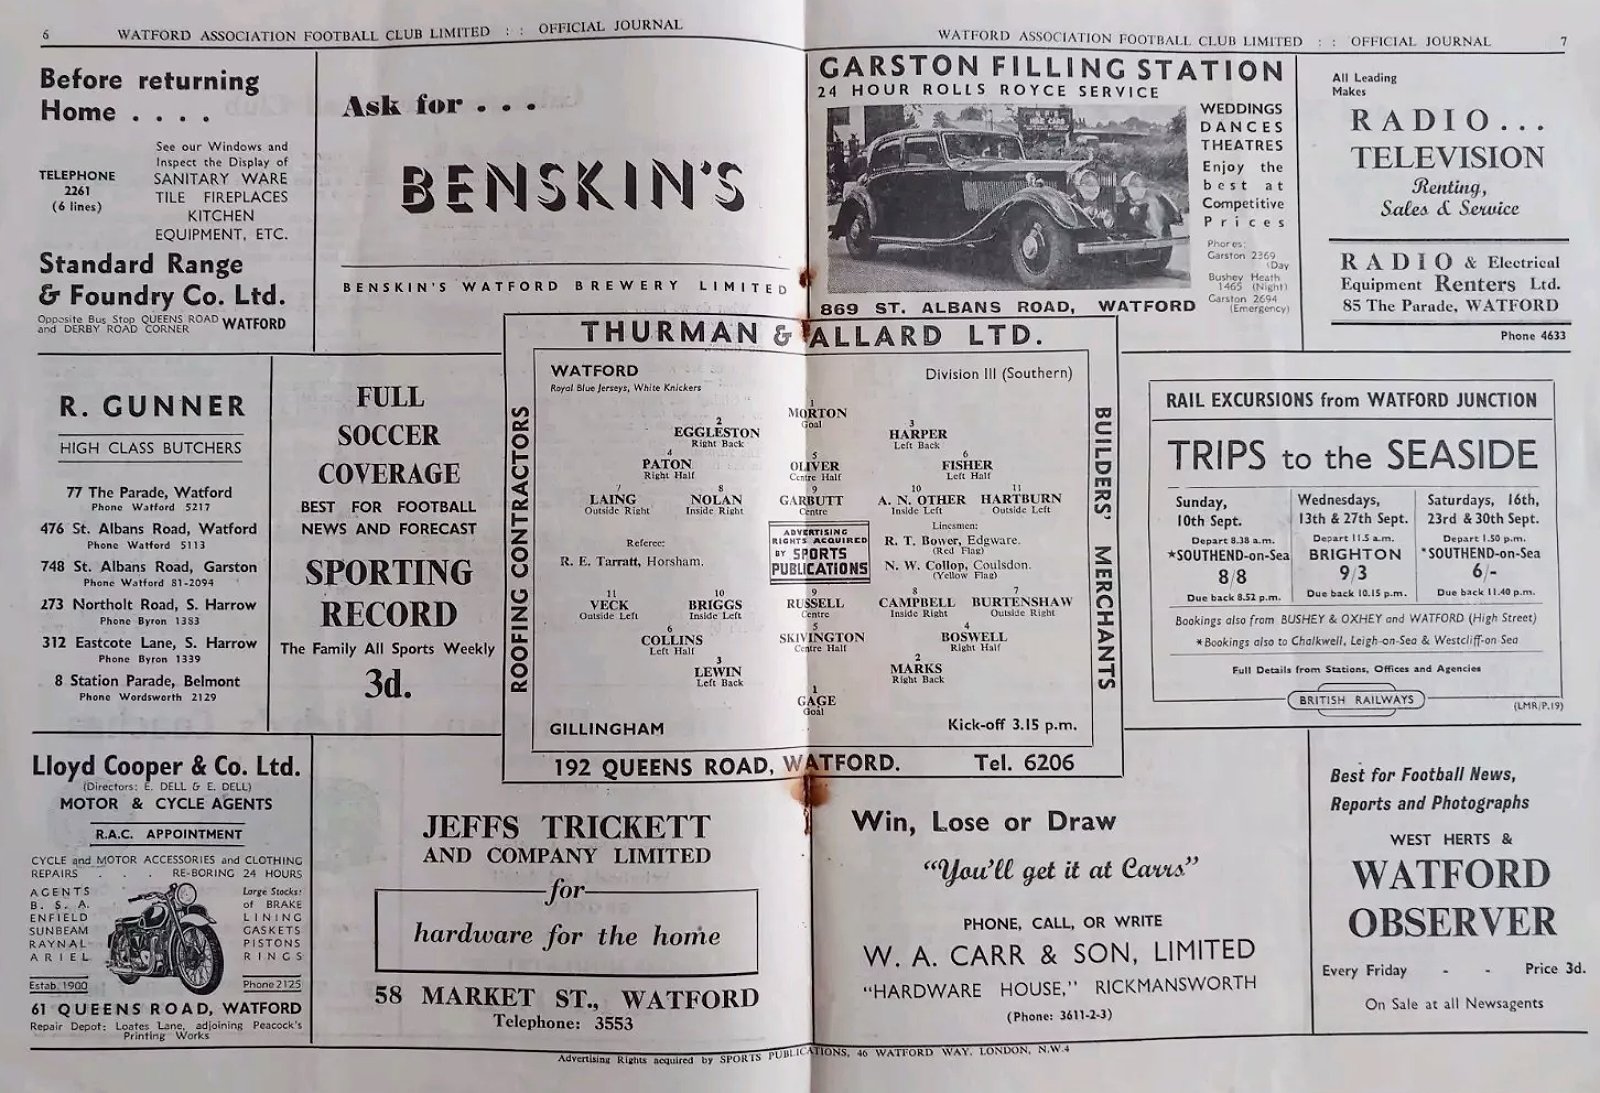 6
WATFORD ASSOCIATION FOOTBALL CLUB LIMITED : : OFFICIAL JOURNAL
Before returning
Home . . . .
TELEPHONE
2261
(6 lines)
See our Windows and
Inspect the Display of
SANITARY WARE
TILE FIREPLACES
KITCHEN
EQUIPMENT, ETC.
Standard Range
& Foundry Co. Ltd.
Opposite Bus Stop QUEENS ROAD
and DERBY ROAD CORNER WATFORD
Ask for . . .
BENSKIN'S
BENSKIN'S WATFORD BREWERY LIMITED
WATFORD ASSOCIATION FOOTBALL CLUB LIMITED : : OFFICIAL JOURNAL
7
GARSTON FILLING STATION
24 HOUR ROLLS ROYCE SERVICE
WEDDINGS
DANCES
THEATRES
Enjoy the
best at
Competitive
Prices
Phones:
Garston 2369
(Day
Bushey Heath
1465 (Night)
Garston 2694
(Emergency)
869 ST. ALBANS ROAD, WATFORD
All Leading
Makes
RADIO...
TELEVISION
Renting,
Sales & Service
RADIO & Electrical
Equipment Renters Ltd.
85 The Parade, WATFORD
Phone 4633
R. GUNNER
HIGH CLASS BUTCHERS
77 The Parade, Watford
Phone Watford 5217
476 St. Albans Road, Watford
Phone Watford 5113
748 St. Albans Road, Garston
Phone Watford 81-2094
273 Northolt Road, S. Harrow
Phone Byron 1383
312 Eastcote Lane, S. Harrow
Phone Byron 1339
8 Station Parade, Belmont
Phone Wordsworth 2129
FULL
SOCCER
COVERAGE
BEST FOR FOOTBALL
NEWS AND FORECAST
SPORTING
RECORD
The Family All Sports Weekly
3d.
THURMAN & ALLARD LTD.
ROOFING CONTRACTORS
BUILDERS' MERCHANTS
WATFORD
Royal Blue Jerseys, White Knickers
Division III (Southern)
1
MORTON
Goal
2 3
EGGLESTON HARPER
Right Back Left Back
4 5 6
PATON OLIVER FISHER
Right Half Centre Half Left Half
7 8 9 10 11
LAING NOLAN GARBUTT A. N. OTHER HARTBURN
Outside Right Inside Right Centre Inside Left Outside Left
Referee:
R. E. Tarratt, Horsham.
ADVERTISING
RIGHTS ACQUIRED
BY SPORTS
PUBLICATIONS
Linesmen:
R. T. Bower, Edgware.
(Red Flag)
N. W. Collop, Coulsdon.
(Yellow Flag)
11 10 9 8 7
VECK BRIGGS RUSSELL CAMPBELL BURTENSHAW
Outside Left Inside Left Centre Inside Right Outside Right
6 5 4
COLLINS SKIVINGTON BOSWELL
Left Half Centre Half Right Half
3 2
LEWIN MARKS
Left Back Right Back
1
GAGE
Goal
GILLINGHAM
Kick-off 3.15 p.m.
192 QUEENS ROAD, WATFORD. Tel. 6206
RAIL EXCURSIONS from WATFORD JUNCTION
TRIPS to the SEASIDE
Sunday,
10th Sept.
Depart 8.38 a.m.
*SOUTHEND-on-Sea
8/8
Due back 8.52 p.m.
Wednesdays,
13th & 27th Sept.
Depart 11.5 a.m.
BRIGHTON
9/3
Due back 10.15 p.m.
Saturdays, 16th,
23rd & 30th Sept.
Depart 1.50 p.m.
*SOUTHEND-on-Sea
6/-
Due back 11.40 p.m.
Bookings also from BUSHEY & OXHEY and WATFORD (High Street)
*Bookings also to Chalkwell, Leigh-on-Sea & Westcliff-on Sea
Full Details from Stations, Offices and Agencies
BRITISH RAILWAYS
(LMR/P.19)
Lloyd Cooper & Co. Ltd.
(Directors: E. DELL & E. DELL)
MOTOR & CYCLE AGENTS
R.A.C. APPOINTMENT
CYCLE and MOTOR ACCESSORIES and CLOTHING
REPAIRS . . . RE-BORING 24 HOURS
AGENTS
B. S. A.
ENFIELD
SUNBEAM
RAYNAL
ARIEL
Large Stocks:
of BRAKE
LINING
GASKETS
PISTONS
RINGS
Estab. 1900
Phone 2125
61 QUEENS ROAD, WATFORD
Repair Depot: Loates Lane, adjoining Peacock's
Printing Works
JEFFS TRICKETT
AND COMPANY LIMITED
for
hardware for the home
58 MARKET ST., WATFORD
Telephone: 3553
Win, Lose or Draw
"You'll get it at Carrs"
PHONE, CALL, OR WRITE
W. A. CARR & SON, LIMITED
"HARDWARE HOUSE," RICKMANSWORTH
(Phone: 3611-2-3)
Best for Football News,
Reports and Photographs
WEST HERTS &
WATFORD
OBSERVER
Every Friday - - Price 3d.
On Sale at all Newsagents
Advertising Rights acquired by SPORTS PUBLICATIONS, 46 WATFORD WAY, LONDON, N.W.4